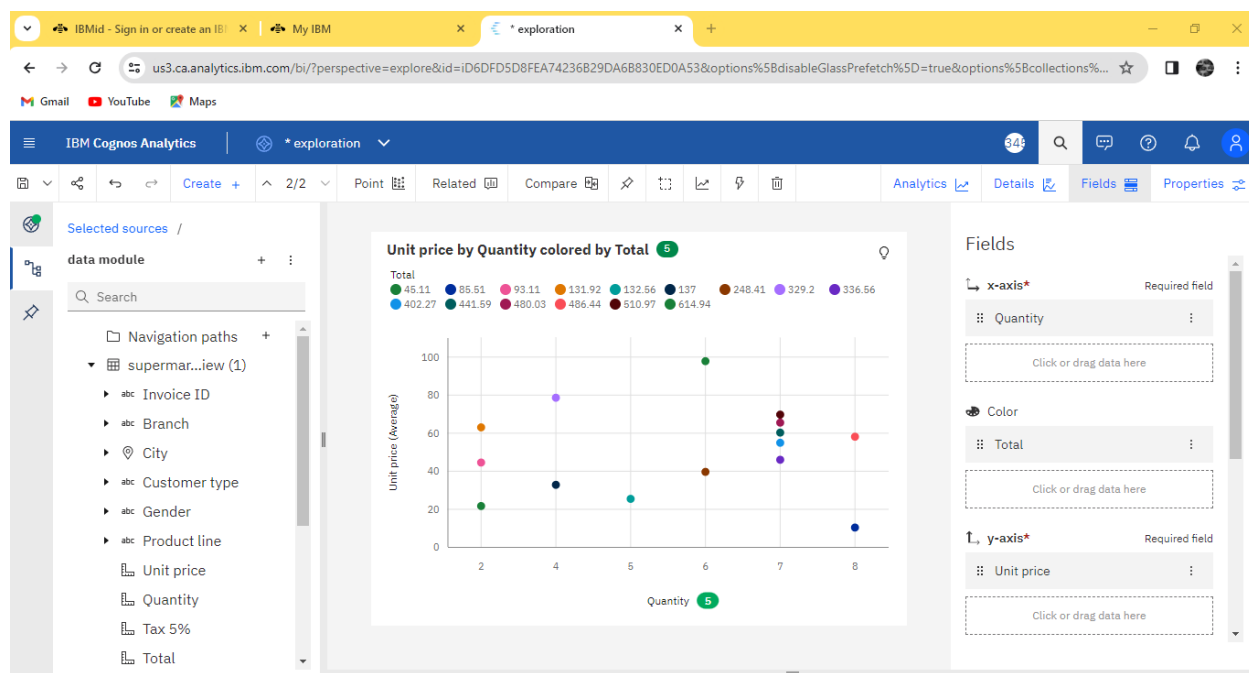 IBMid - Sign in or create an IB
My IBM
* exploration
us3.ca.analytics.ibm.com/bi/?perspective=explore&id=iD6DFD5D8FEA74236B29DA6B830ED0A53&options%5BdisableGlassPrefetch%5D=true&options%5Bcollections%...
Gmail YouTube Maps
IBM Cognos Analytics * exploration
Create + 2/2 Point Related Compare Analytics Details Fields Properties
Selected sources /
data module
Search
Navigation paths +
supermar...iew (1)
abc Invoice ID
abc Branch
City
abc Customer type
abc Gender
abc Product line
Unit price
Quantity
Tax 5%
Total
Unit price by Quantity colored by Total 5
Total
45.11 85.51 93.11 131.92 132.56 137 248.41 329.2 336.56
402.27 441.59 480.03 486.44 510.97 614.94
Unit price (Average)
100
80
60
40
20
0
2 4 5 6 7 8
Quantity 5
Fields
x-axis* Required field
Quantity
Click or drag data here
Color
Total
Click or drag data here
y-axis* Required field
Unit price
Click or drag data here